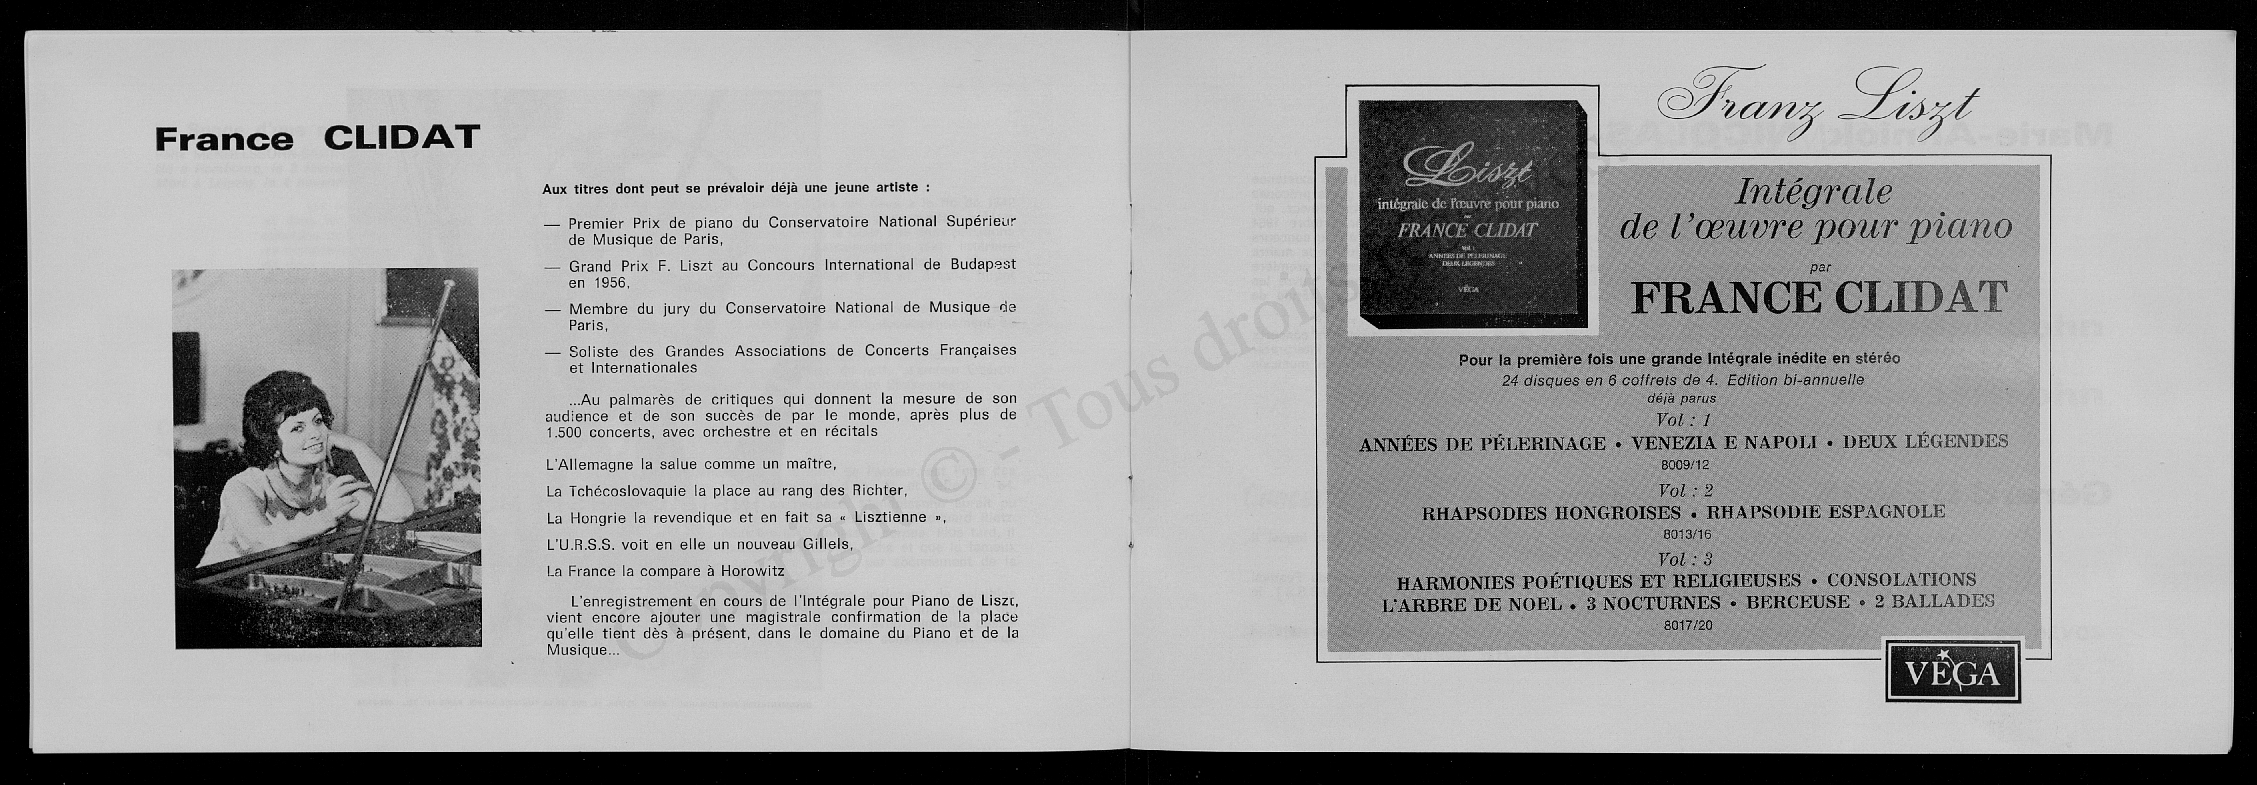 France CLIDAT
Aux titres dont peut se prévaloir déjà une jeune artiste :
— Premier Prix de piano du Conservatoire National Supérieur
de Musique de Paris,
— Grand Prix F. Liszt au Concours International de Budapest
en 1956,
— Membre du jury du Conservatoire National de Musique de
Paris,
— Soliste des Grandes Associations de Concerts Françaises
et Internationales
...Au palmarès de critiques qui donnent la mesure de son
audience et de son succès de par le monde, après plus de
1.500 concerts, avec orchestre et en récitals
L'Allemagne la salue comme un maître,
La Tchécoslovaquie la place au rang des Richter,
La Hongrie la revendique et en fait sa « Lisztienne »,
L'U.R.S.S. voit en elle un nouveau Gillels,
La France la compare à Horowitz
L'enregistrement en cours de l'Intégrale pour Piano de Liszt,
vient encore ajouter une magistrale confirmation de la place
qu'elle tient dès à présent, dans le domaine du Piano et de la
Musique...
Copyright © - Tous droits
Franz Liszt
Liszt
intégrale de l'œuvre pour piano
par
FRANCE CLIDAT
Vol 1
ANNÉES DE PÈLERINAGE
DEUX LÉGENDES
VÉGA
Intégrale
de l'œuvre pour piano
par
FRANCE CLIDAT
Pour la première fois une grande Intégrale inédite en stéréo
24 disques en 6 coffrets de 4. Edition bi-annuelle
déjà parus
Vol : 1
ANNÉES DE PÉLERINAGE • VENEZIA E NAPOLI • DEUX LÉGENDES
8009/12
Vol : 2
RHAPSODIES HONGROISES • RHAPSODIE ESPAGNOLE
8013/16
Vol : 3
HARMONIES POÉTIQUES ET RELIGIEUSES • CONSOLATIONS
L'ARBRE DE NOEL • 3 NOCTURNES • BERCEUSE • 2 BALLADES
8017/20
VÉGA